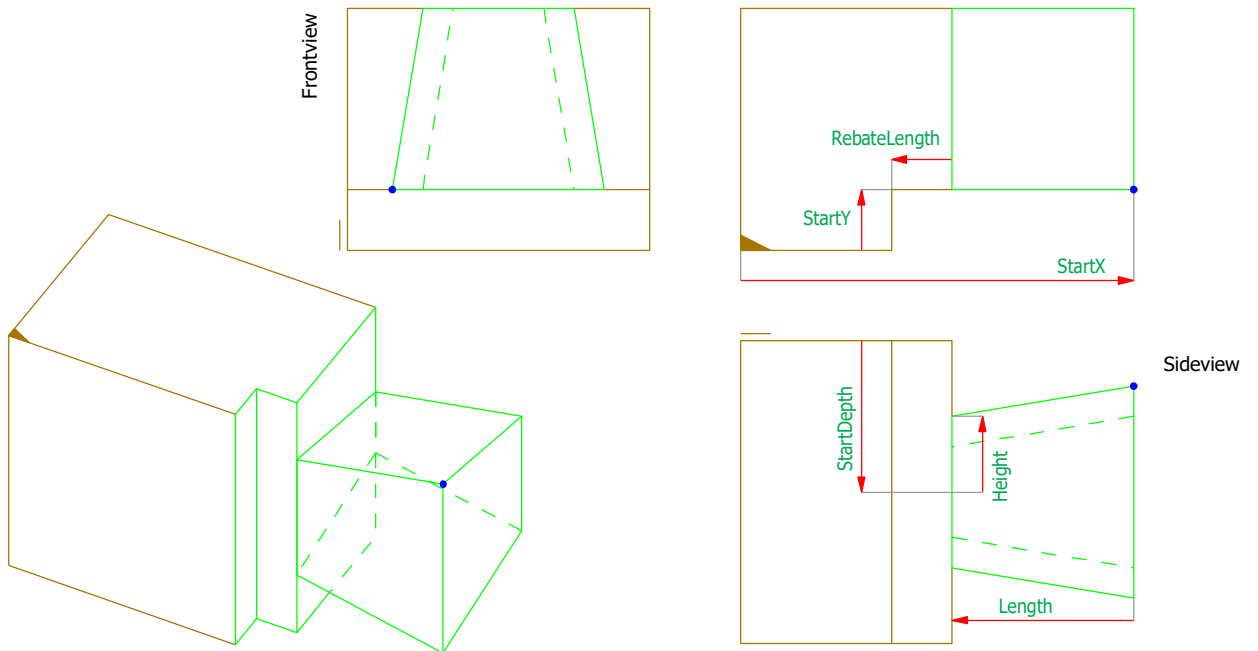 Frontview
RebateLength
StartY
StartX
Sideview
StartDepth
Height
Length